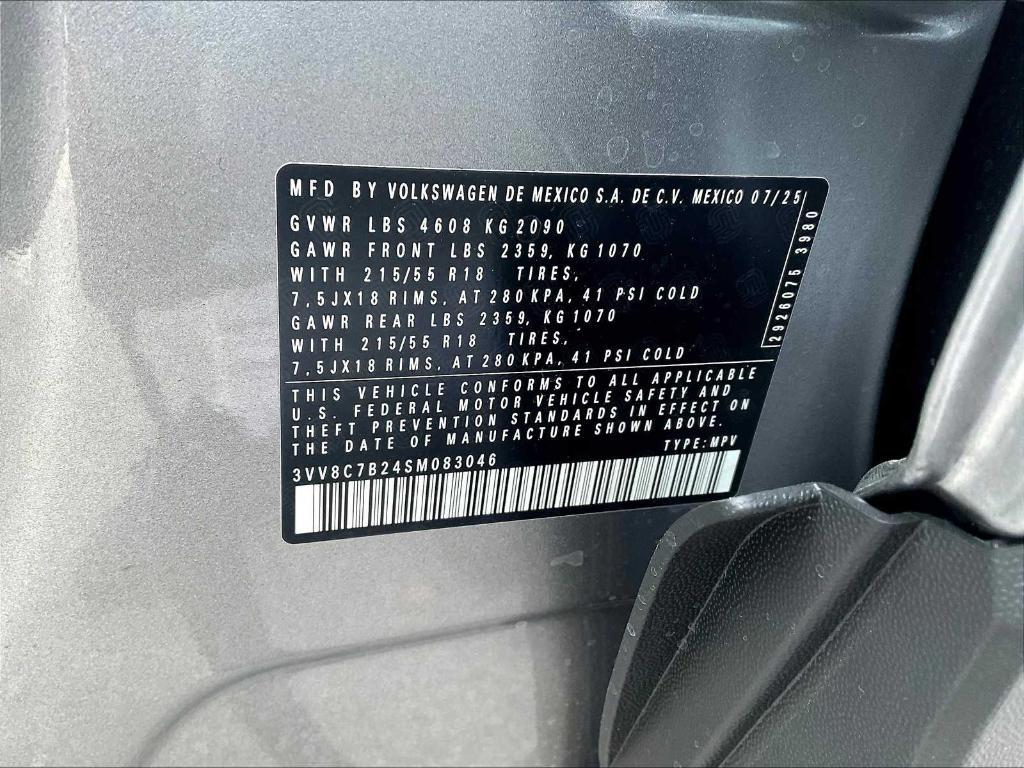 MFD BY VOLKSWAGEN DE MEXICO S.A. DE C.V. MEXICO 07/25
GVWR LBS 4608 KG 2090
GAWR FRONT LBS 2359, KG 1070
WITH 215/55 R18 TIRES,
7,5JX18 RIMS, AT 280 KPA, 41 PSI COLD
GAWR REAR LBS 2359, KG 1070
WITH 215/55 R18 TIRES,
7,5JX18 RIMS, AT 280 KPA, 41 PSI COLD
THIS VEHICLE CONFORMS TO ALL APPLICABLE
U.S. FEDERAL MOTOR VEHICLE SAFETY AND
THEFT PREVENTION STANDARDS IN EFFECT ON
THE DATE OF MANUFACTURE SHOWN ABOVE.
TYPE: MPV
3VV8C7B24SM083046
2926075 3980